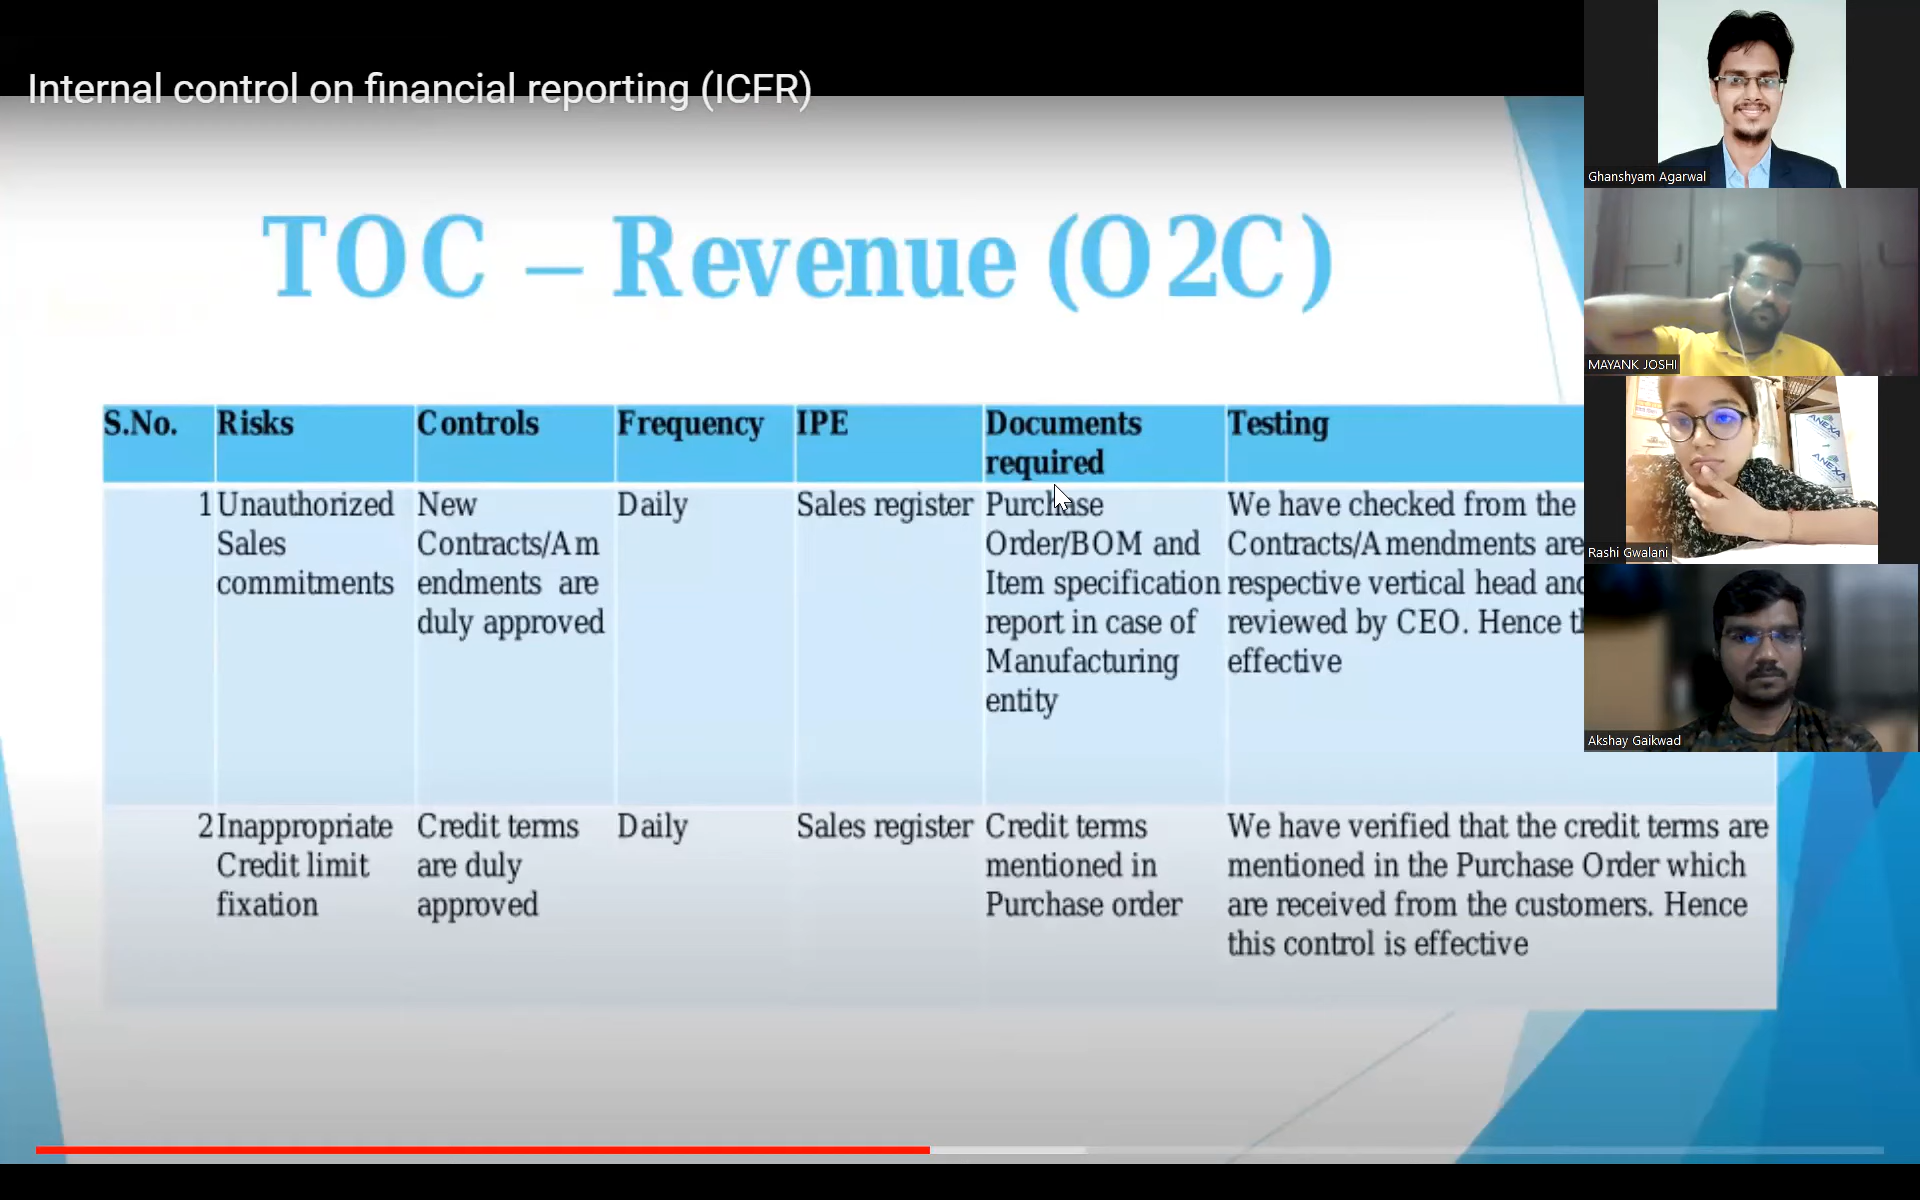 Internal control on financial reporting (ICFR)
TOC – Revenue (O2C)
S.No. Risks Controls Frequency IPE Documents required Testing
1 Unauthorized Sales commitments New Contracts/Amendments are duly approved Daily Sales register Purchase Order/BOM and Item specification report in case of Manufacturing entity We have checked from the Contracts/Amendments are respective vertical head and reviewed by CEO. Hence effective
2 Inappropriate Credit limit fixation Credit terms are duly approved Daily Sales register Credit terms mentioned in Purchase order We have verified that the credit terms are mentioned in the Purchase Order which are received from the customers. Hence this control is effective
Ghanshyam Agarwal
MAYANK JOSHI
Rashi Gwalani
ANEXA
ANEXA
Akshay Gaikwad